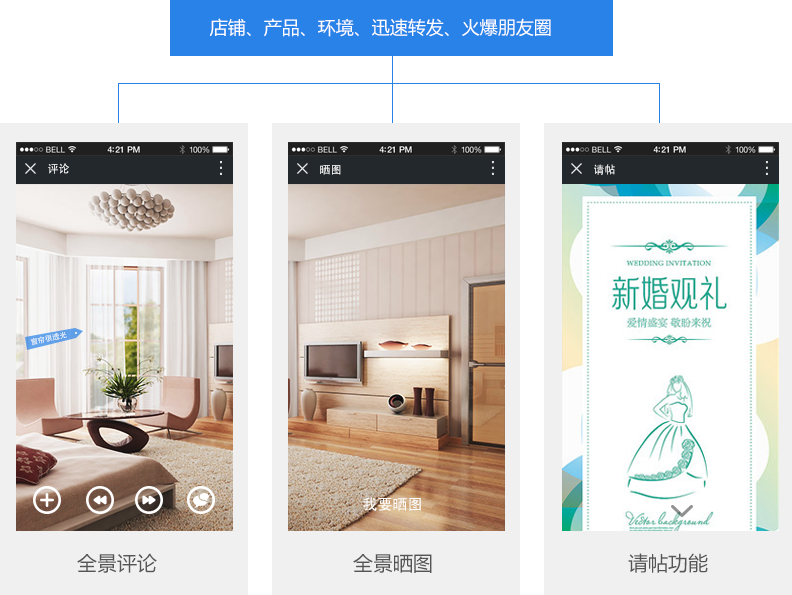 店铺、产品、环境、迅速转发、火爆朋友圈
BELL 4:21 PM 100%
评论
窗帘很透光
全景评论
BELL 4:21 PM 100%
晒图
我要晒图
全景晒图
BELL 4:21 PM 100%
请帖
WEDDING INVITATION
新婚观礼
爱情盛宴 敬盼来祝
Vector background
请帖功能